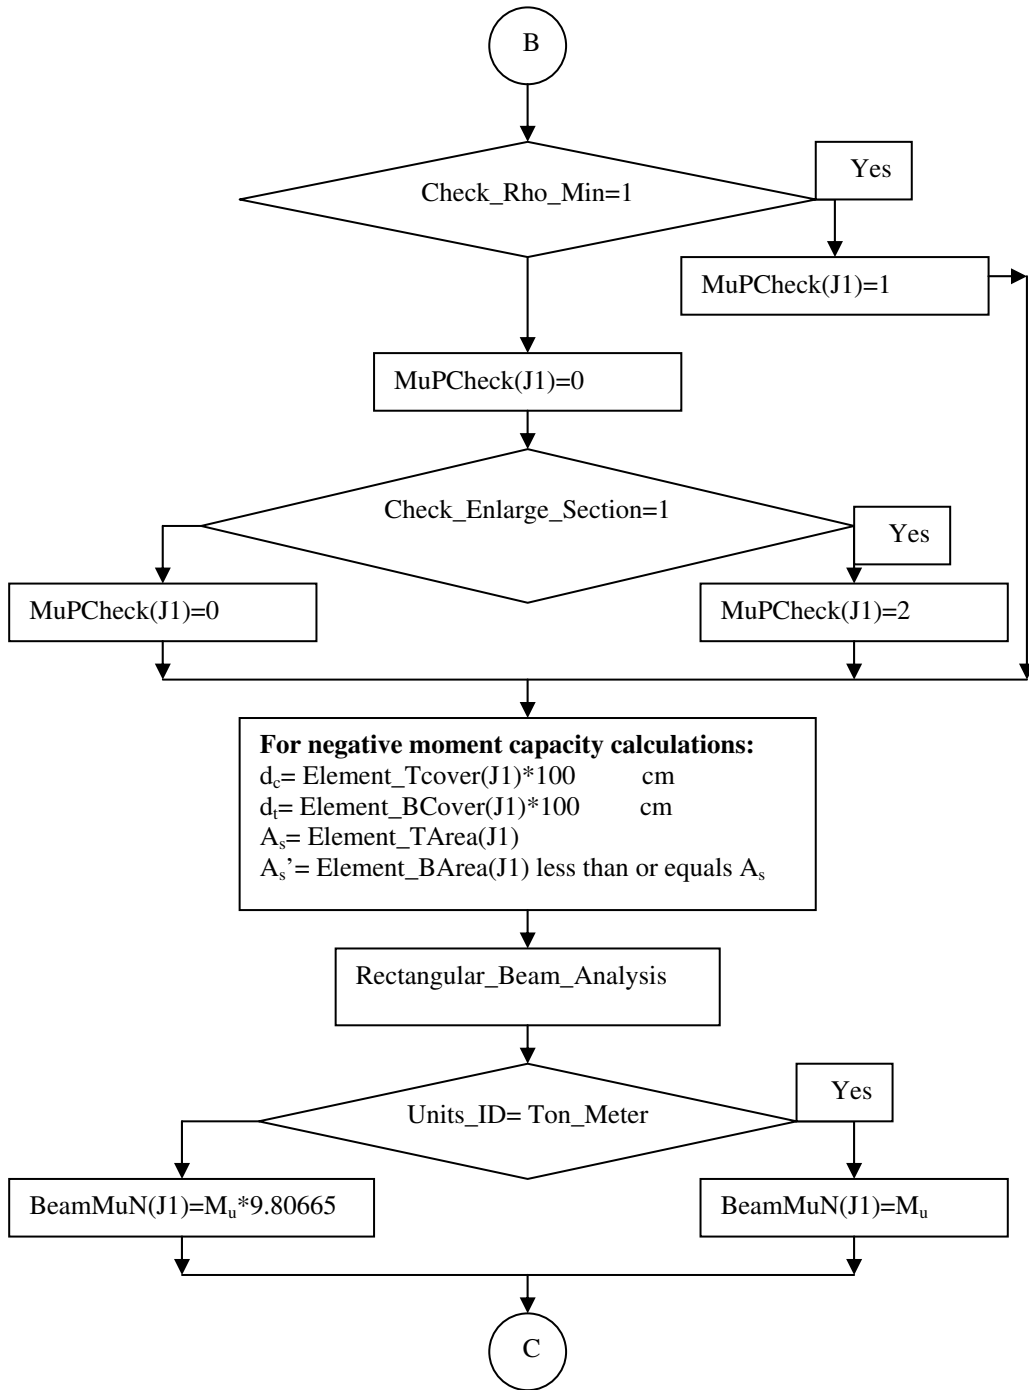 B
Check_Rho_Min=1
Yes
MuPCheck(J1)=1
MuPCheck(J1)=0
Check_Enlarge_Section=1
Yes
MuPCheck(J1)=0
MuPCheck(J1)=2
For negative moment capacity calculations:
dc= Element_Tcover(J1)*100 cm
dt= Element_BCover(J1)*100 cm
As= Element_TArea(J1)
As’= Element_BArea(J1) less than or equals As
Rectangular_Beam_Analysis
Units_ID= Ton_Meter
Yes
BeamMuN(J1)=Mu*9.80665
BeamMuN(J1)=Mu
C